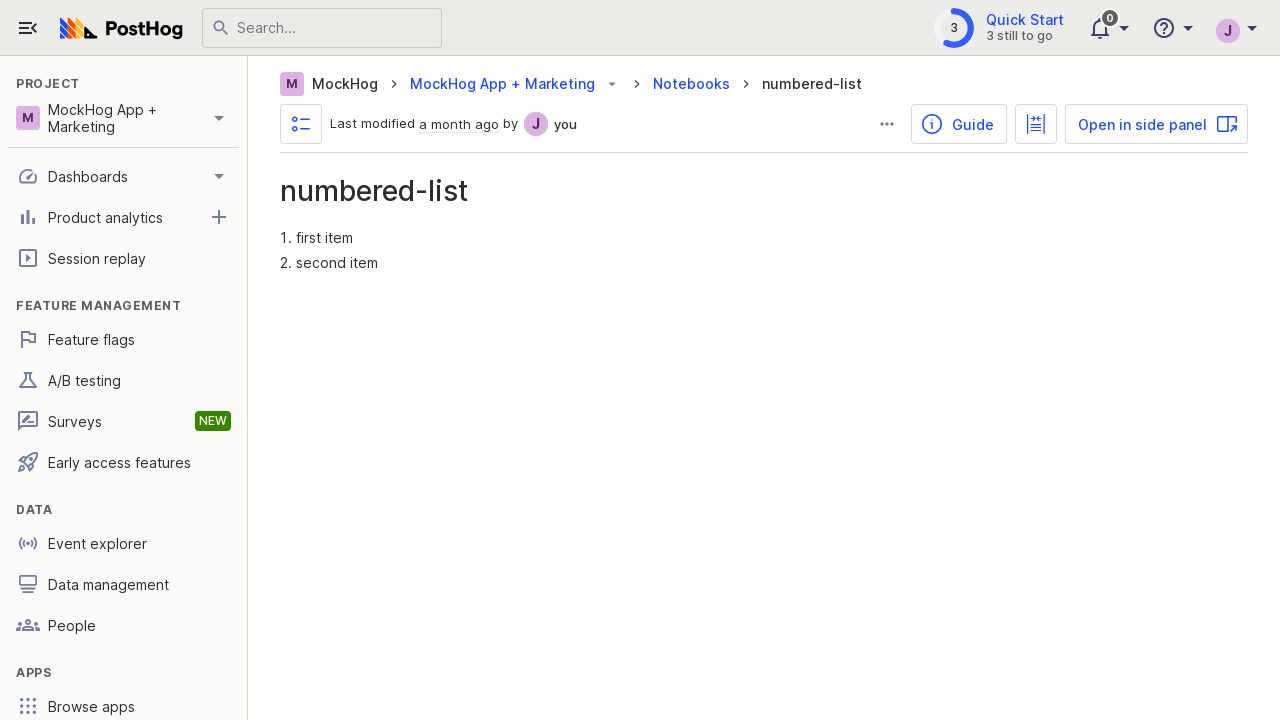 PostHog
Search...
3
Quick Start
3 still to go
0
J
PROJECT
M
MockHog App +
Marketing
Dashboards
Product analytics
Session replay
FEATURE MANAGEMENT
Feature flags
A/B testing
Surveys
NEW
Early access features
DATA
Event explorer
Data management
People
APPS
Browse apps
M MockHog
MockHog App + Marketing
Notebooks
numbered-list
Last modified a month ago by J you
Guide
Open in side panel
numbered-list
1. first item
2. second item